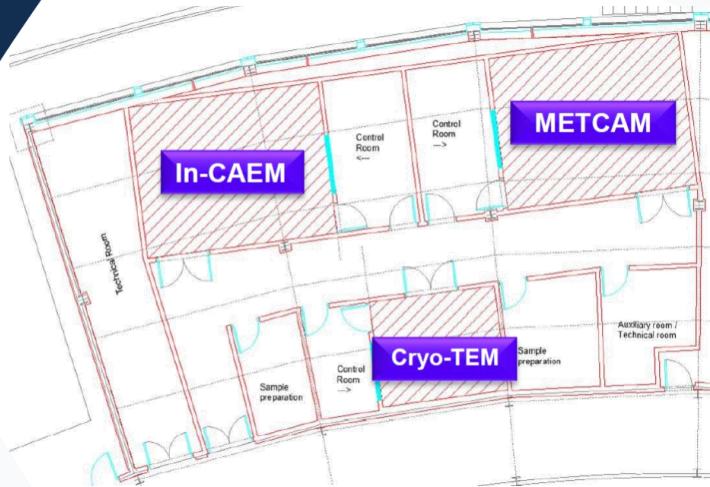 METCAM
In-CAEM
Control
Room
<---
Control
Room
--->
Technical Room
Cryo-TEM
Sample
preparation
Control
Room
--->
Sample
preparation
Auxiliary room /
Technical room